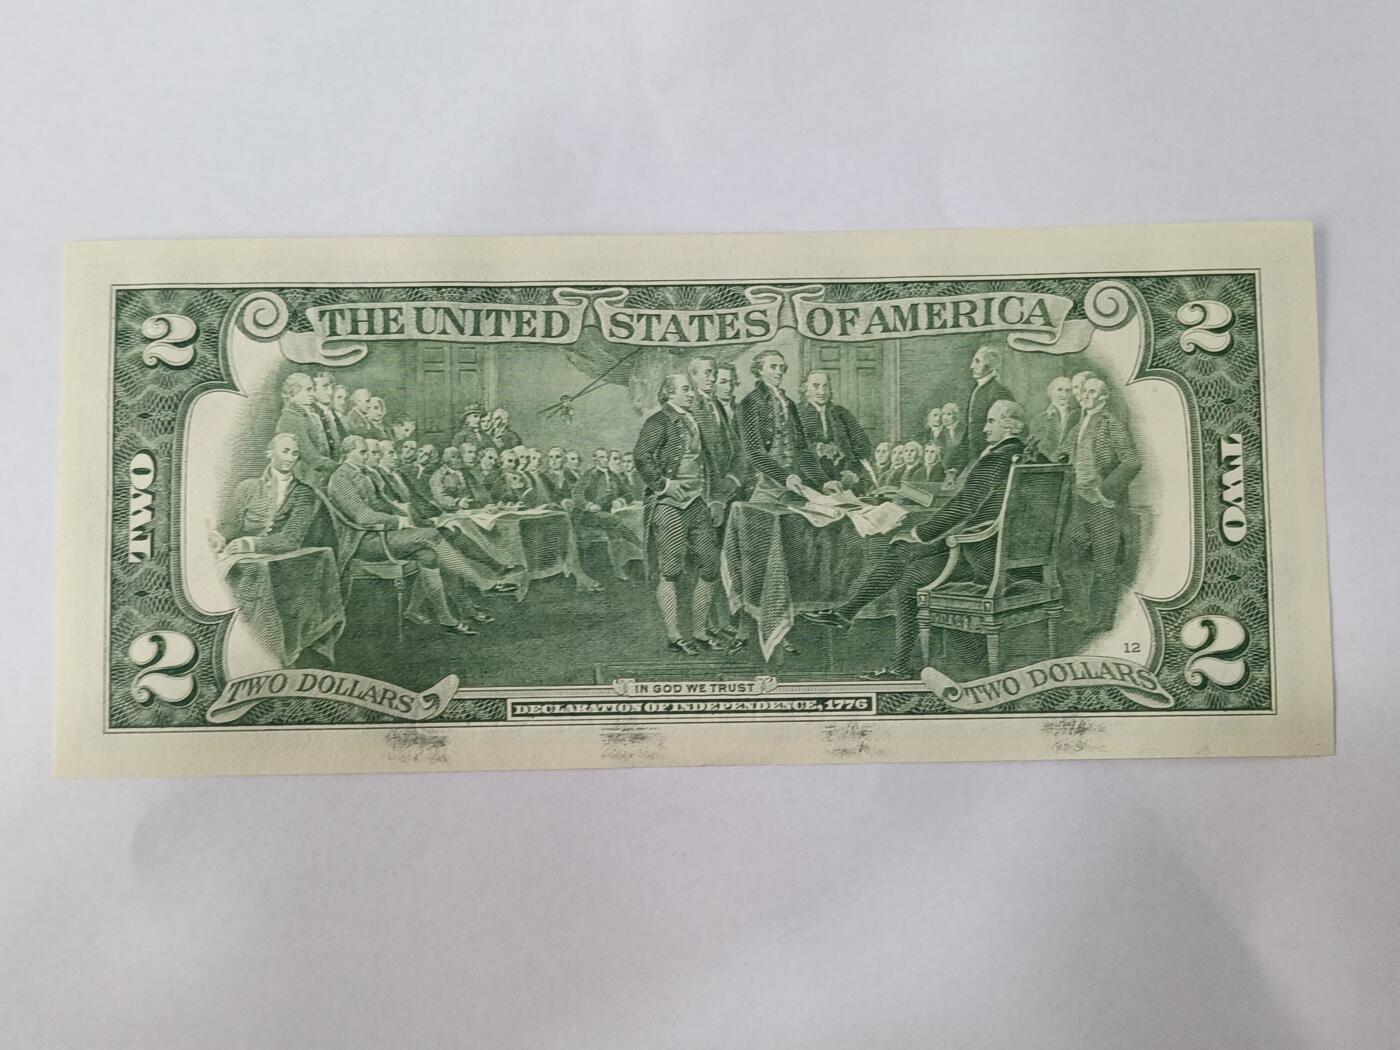 THE UNITED STATES OF AMERICA
2
2
TWO
TWO
12
2
2
TWO DOLLARS
TWO DOLLARS
IN GOD WE TRUST
DECLARATION OF INDEPENDENCE, 1776